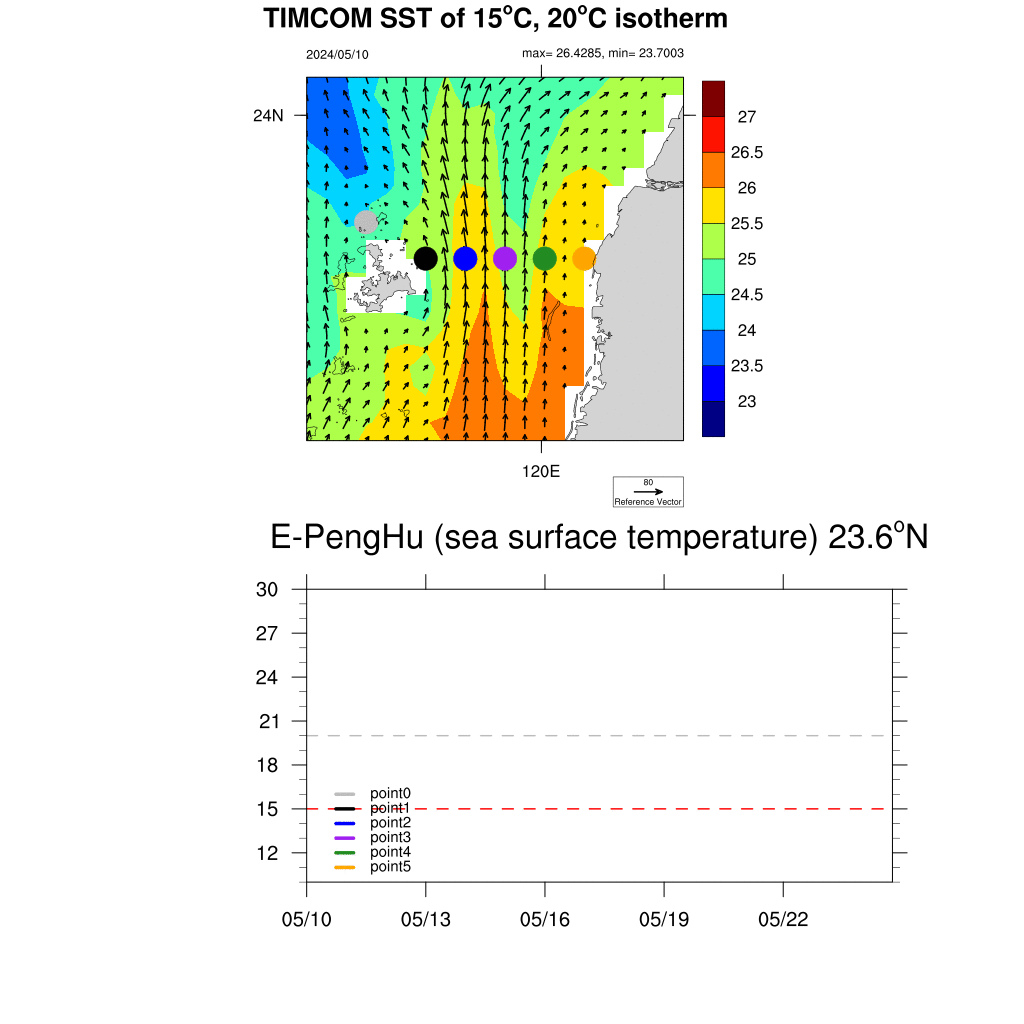 TIMCOM SST of 15°C, 20°C isotherm
2024/05/10
max= 26.4285, min= 23.7003
24N
120E
27
26.5
26
25.5
25
24.5
24
23.5
23
80
Reference Vector
E-PengHu (sea surface temperature) 23.6°N
30
27
24
21
18
15
12
point0
point1
point2
point3
point4
point5
05/10
05/13
05/16
05/19
05/22